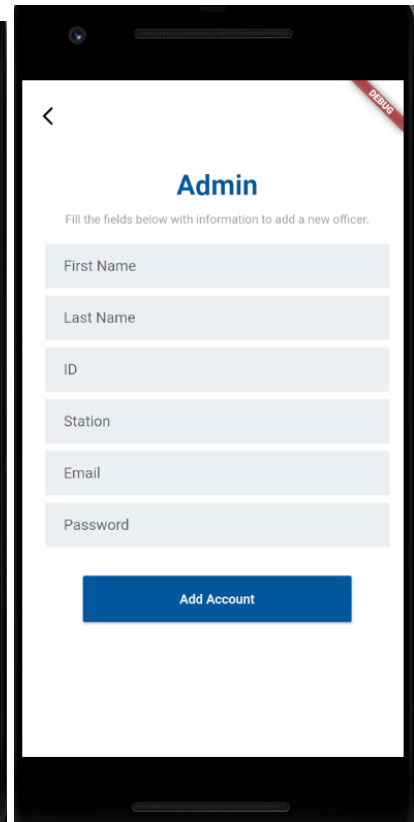 DEBUG
Admin
Fill the fields below with information to add a new officer.
First Name
Last Name
ID
Station
Email
Password
Add Account